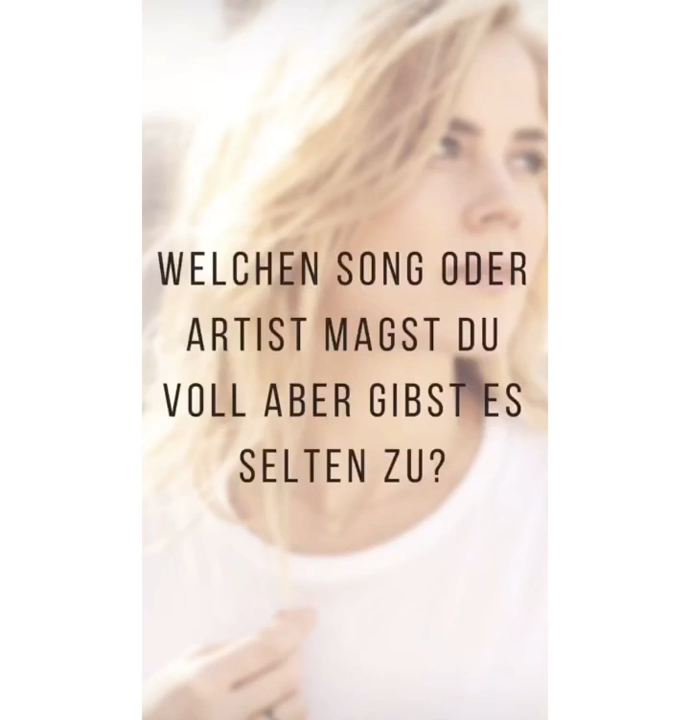 WELCHEN SONG ODER
ARTIST MAGST DU
VOLL ABER GIBST ES
SELTEN ZU?